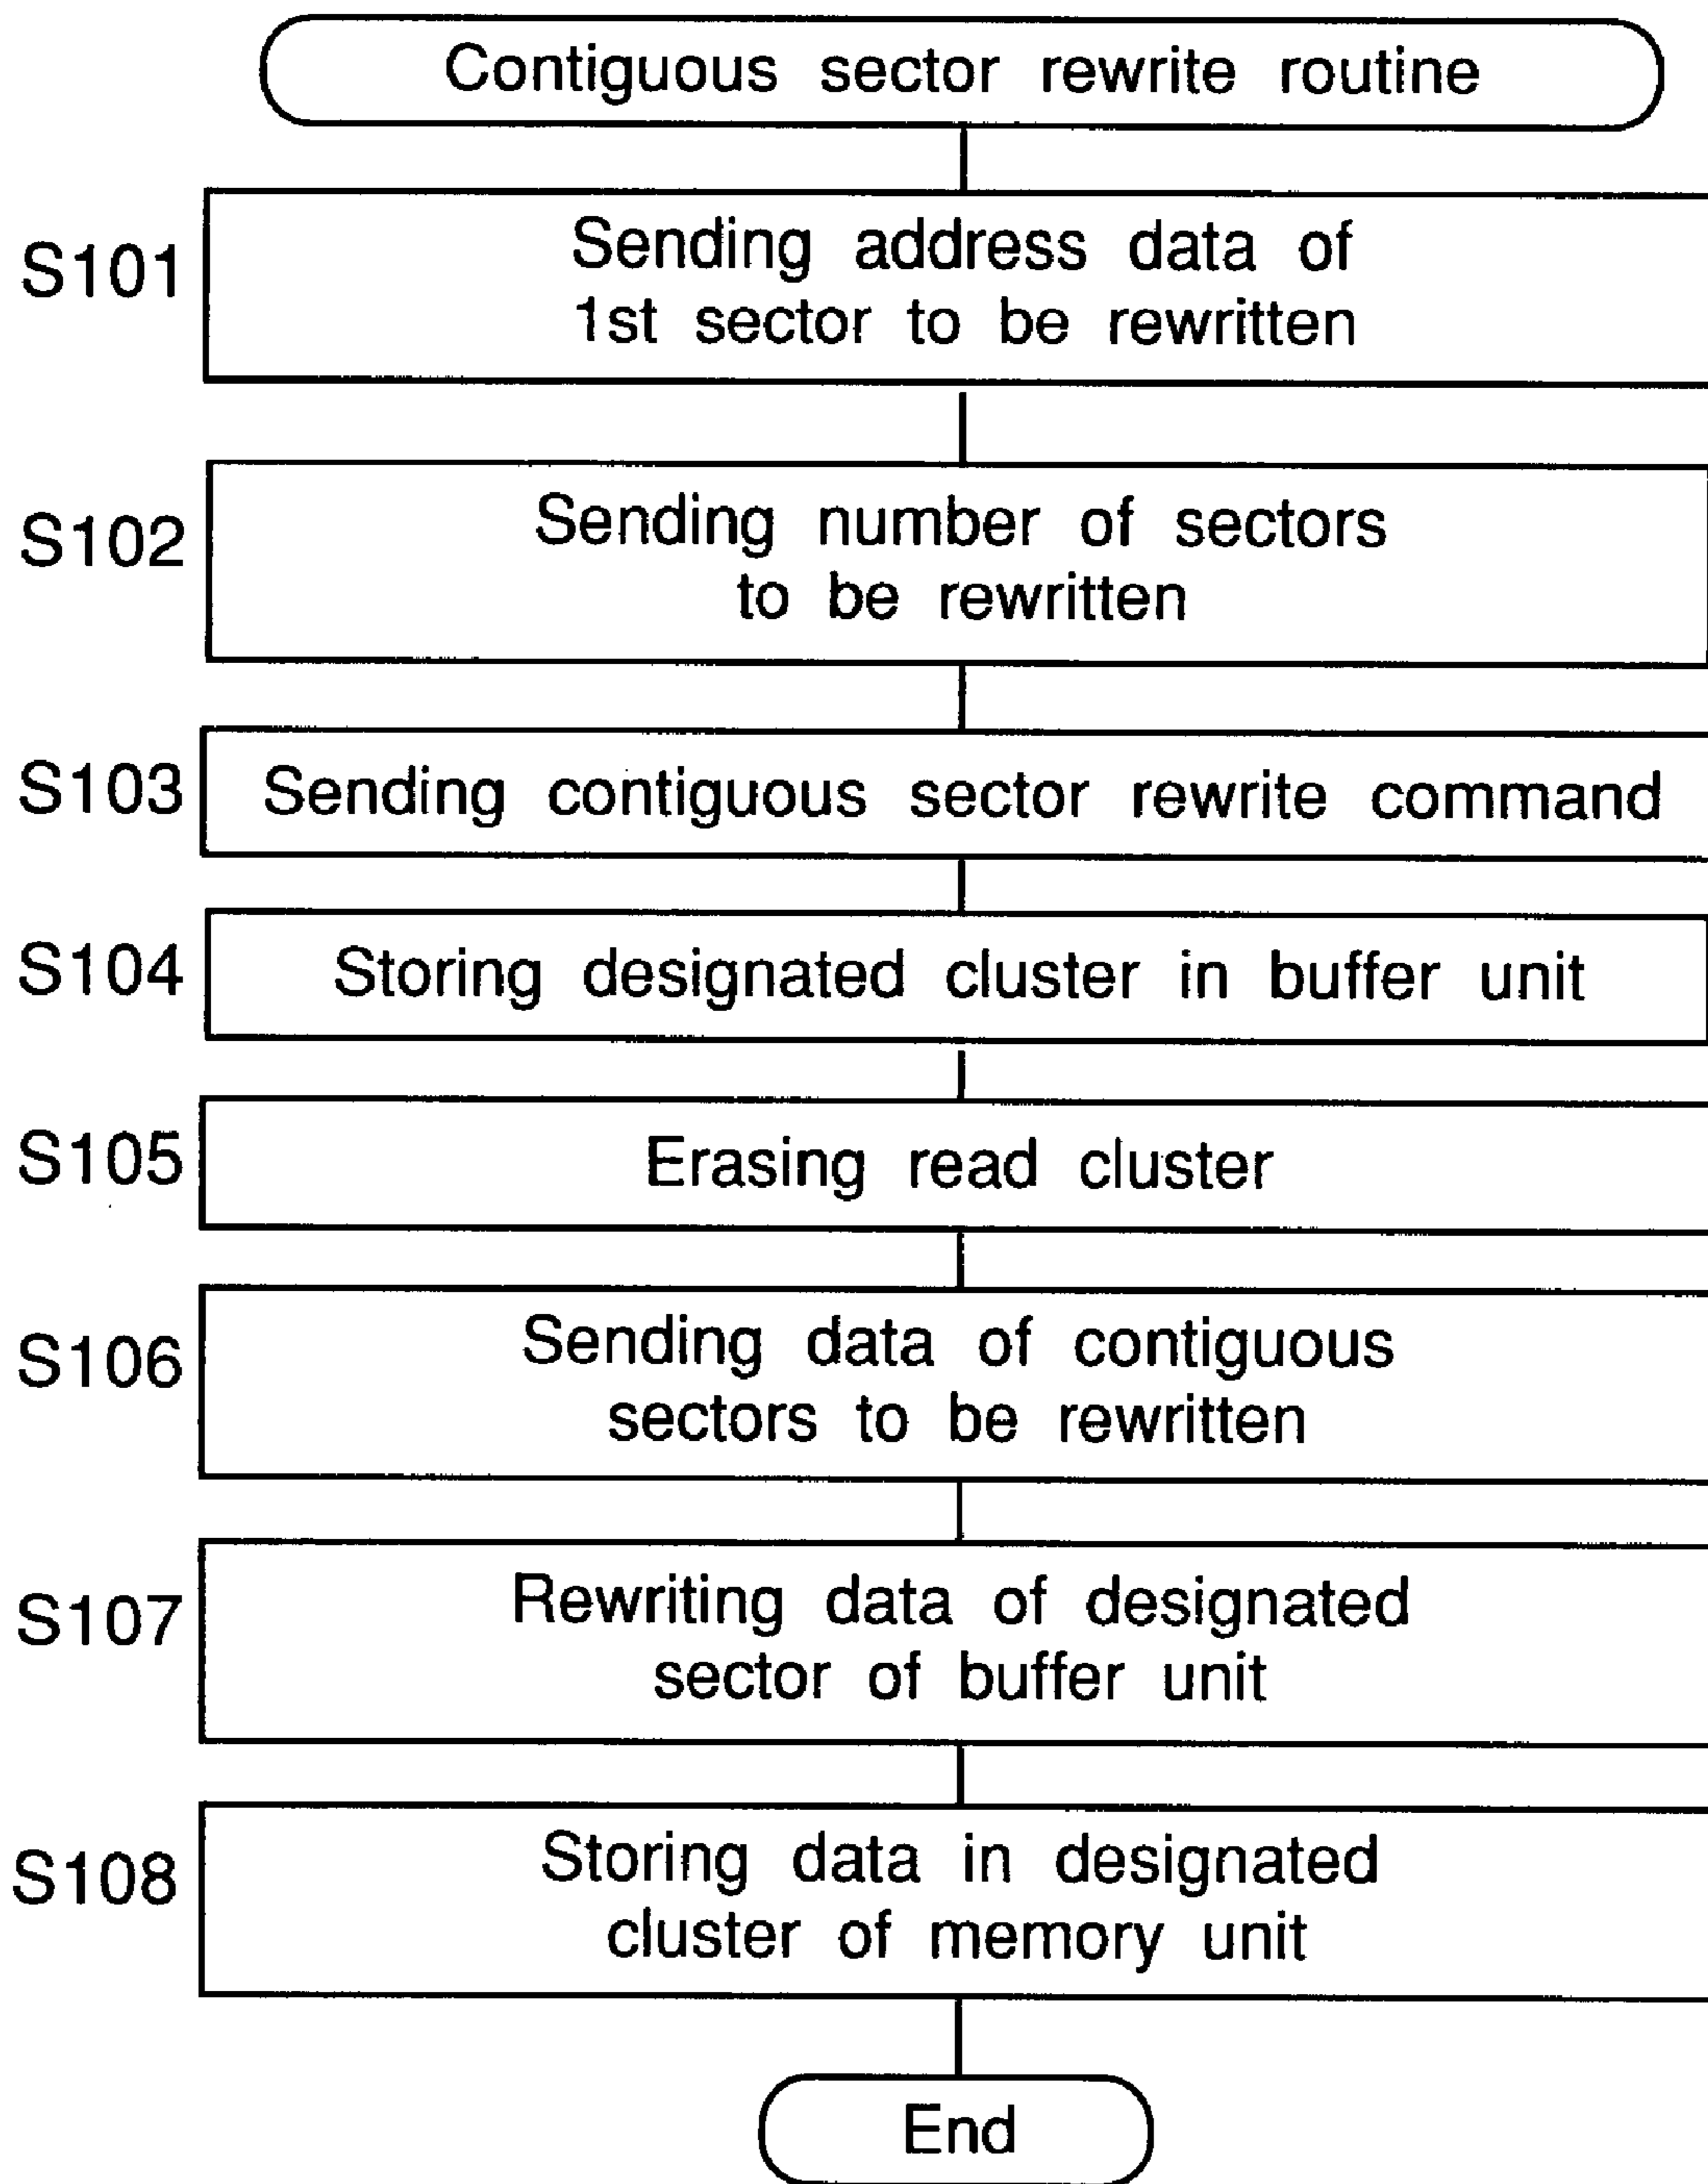 Contiguous sector rewrite routine
S101
Sending address data of
1st sector to be rewritten
S102
Sending number of sectors
to be rewritten
S103
Sending contiguous sector rewrite command
S104
Storing designated cluster in buffer unit
S105
Erasing read cluster
S106
Sending data of contiguous
sectors to be rewritten
S107
Rewriting data of designated
sector of buffer unit
S108
Storing data in designated
cluster of memory unit
End